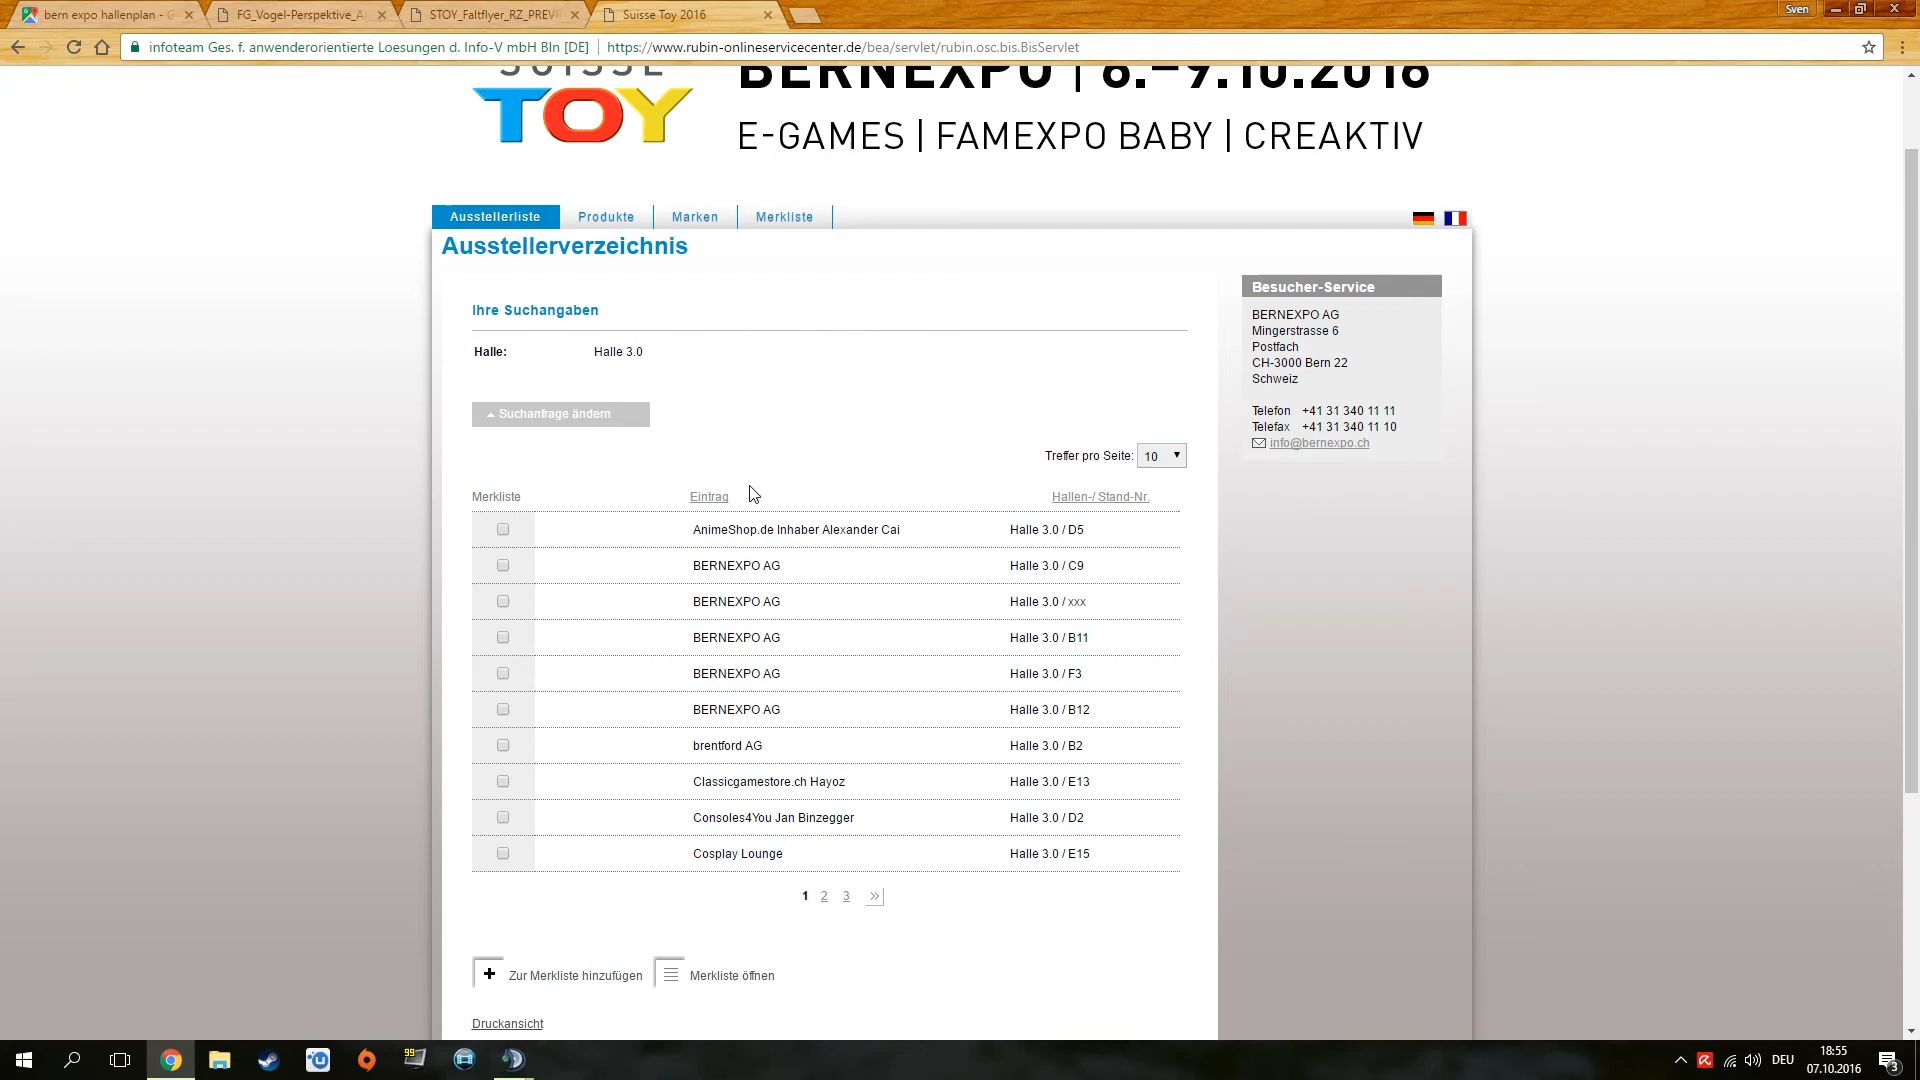 bern expo hallenplan - G
FG_Vogel-Perspektive_A
STOY_Faltflyer_RZ_PREV
Suisse Toy 2016
Sven
infoteam Ges. f. anwenderorientierte Loesungen d. Info-V mbH Bln [DE]
https://www.rubin-onlineservicecenter.de/bea/servlet/rubin.osc.bis.BisServlet
SUISSE
TOY
BERNEXPO | 6.–9.10.2016
E-GAMES | FAMEXPO BABY | CREAKTIV
Ausstellerliste
Produkte
Marken
Merkliste
Ausstellerverzeichnis
Ihre Suchangaben
Halle:
Halle 3.0
Suchanfrage ändern
Treffer pro Seite: 10
Merkliste
Eintrag
Hallen-/ Stand-Nr.
AnimeShop.de Inhaber Alexander Cai
Halle 3.0 / D5
BERNEXPO AG
Halle 3.0 / C9
BERNEXPO AG
Halle 3.0 / xxx
BERNEXPO AG
Halle 3.0 / B11
BERNEXPO AG
Halle 3.0 / F3
BERNEXPO AG
Halle 3.0 / B12
brentford AG
Halle 3.0 / B2
Classicgamestore.ch Hayoz
Halle 3.0 / E13
Consoles4You Jan Binzegger
Halle 3.0 / D2
Cosplay Lounge
Halle 3.0 / E15
1 2 3 »
Zur Merkliste hinzufügen
Merkliste öffnen
Druckansicht
Besucher-Service
BERNEXPO AG
Mingerstrasse 6
Postfach
CH-3000 Bern 22
Schweiz
Telefon +41 31 340 11 11
Telefax +41 31 340 11 10
info@bernexpo.ch
99
DEU
18:55
07.10.2016
3